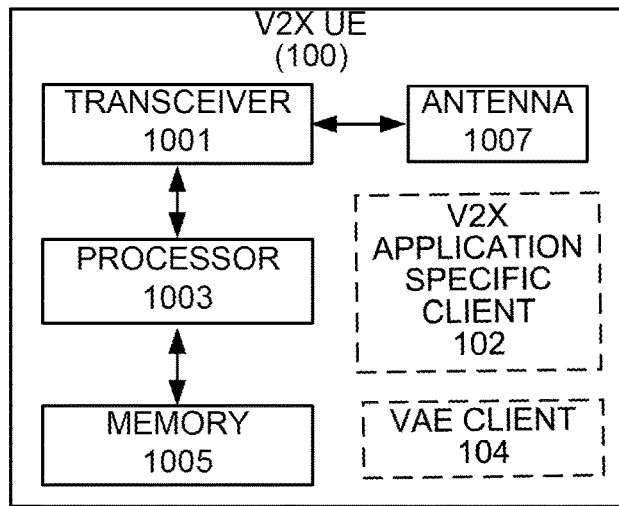 V2X UE
(100)
TRANSCEIVER
1001
ANTENNA
1007
PROCESSOR
1003
V2X
APPLICATION
SPECIFIC
CLIENT
102
MEMORY
1005
VAE CLIENT
104